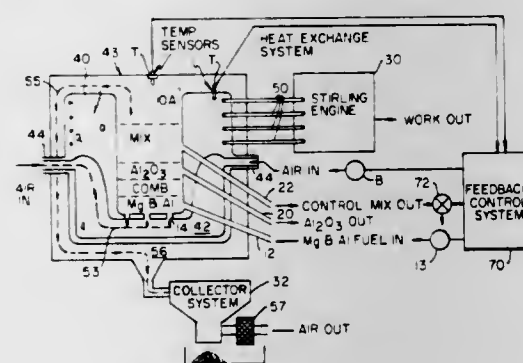 TEMP. SENSORS
HEAT EXCHANGE SYSTEM
40
43
T
T
55
10A
50
30
STIRLING ENGINE
WORK OUT
MIX
44
AIR IN
Al2O3
COMB
Mg B Al
44
AIR IN
B
22
CONTROL MIX OUT
72
FEEDBACK CONTROL SYSTEM
20
Al2O3 OUT
14
42
12
Mg B Al FUEL IN
13
70
53
56
32
COLLECTOR SYSTEM
57
AIR OUT